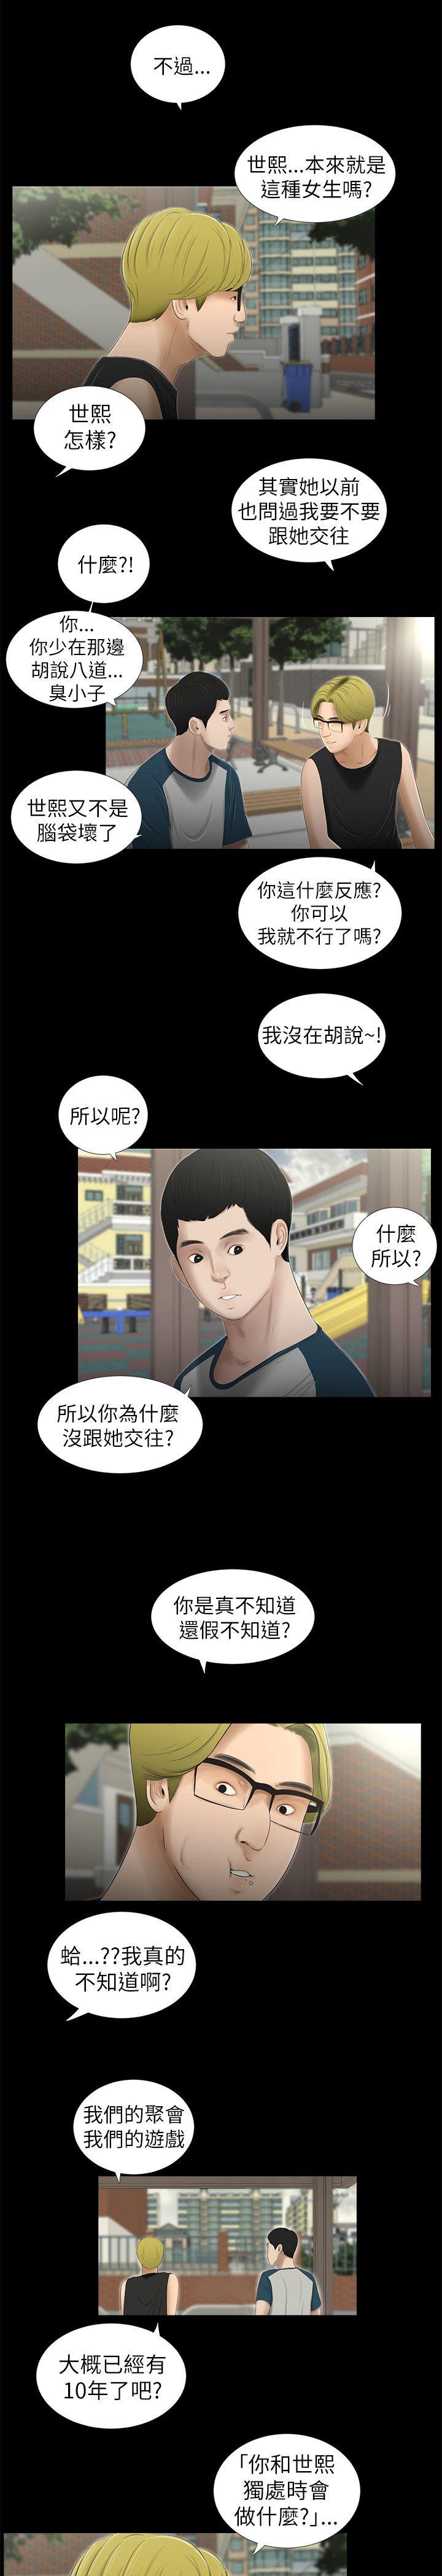 不過...
世熙...本來就是
這種女生嗎?
世熙
怎樣?
其實她以前
也問過我要不要
跟她交往
什麼?!
你...
你少在那邊
胡說八道...
臭小子
世熙又不是
腦袋壞了
你這什麼反應?
你可以
我就不行了嗎?
我沒在胡說~!
所以呢?
什麼
所以?
所以你為什麼
沒跟她交往?
你是真不知道
還假不知道?
蛤...??我真的
不知道啊?
我們的聚會
我們的遊戲
大概已經有
10年了吧?
「你和世熙
獨處時會
做什麼?」...